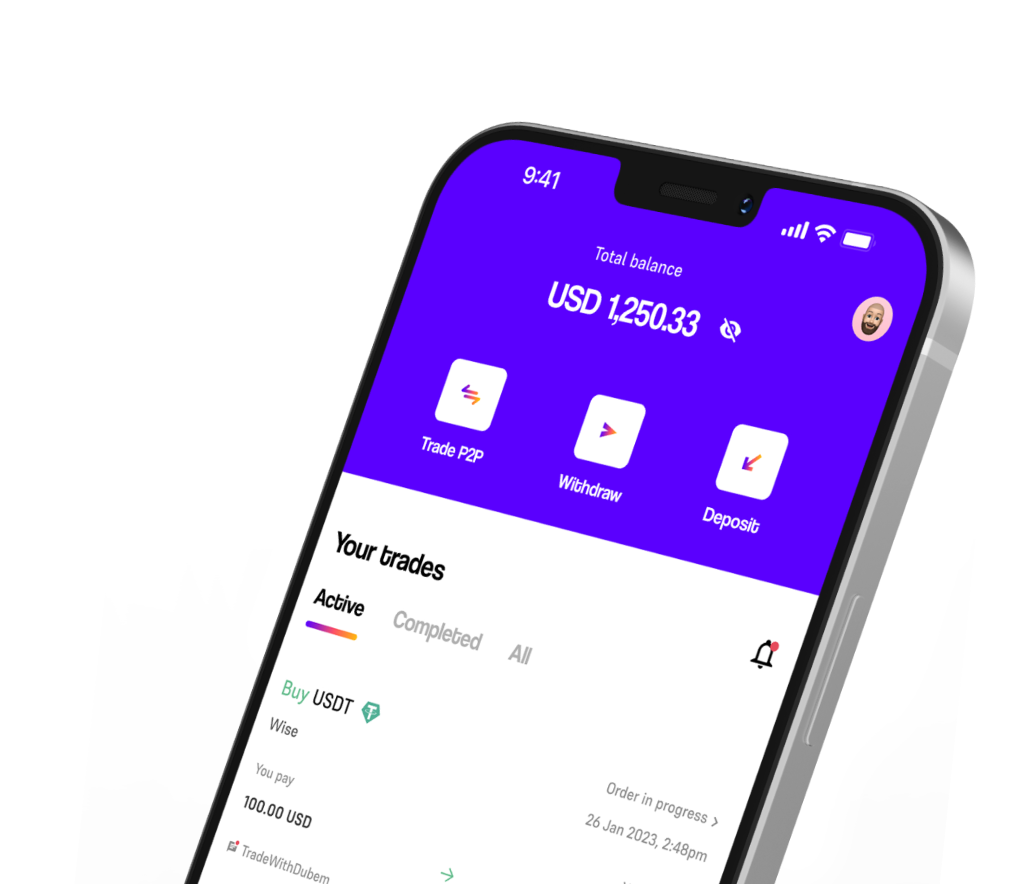 9:41
Total balance
USD 1,250.33
Trade P2P
Withdraw
Deposit
Your trades
Active
Completed
All
Buy USDT
Wise
You pay
100.00 USD
Order in progress >
26 Jan 2023, 2:48pm
TradeWithDubem